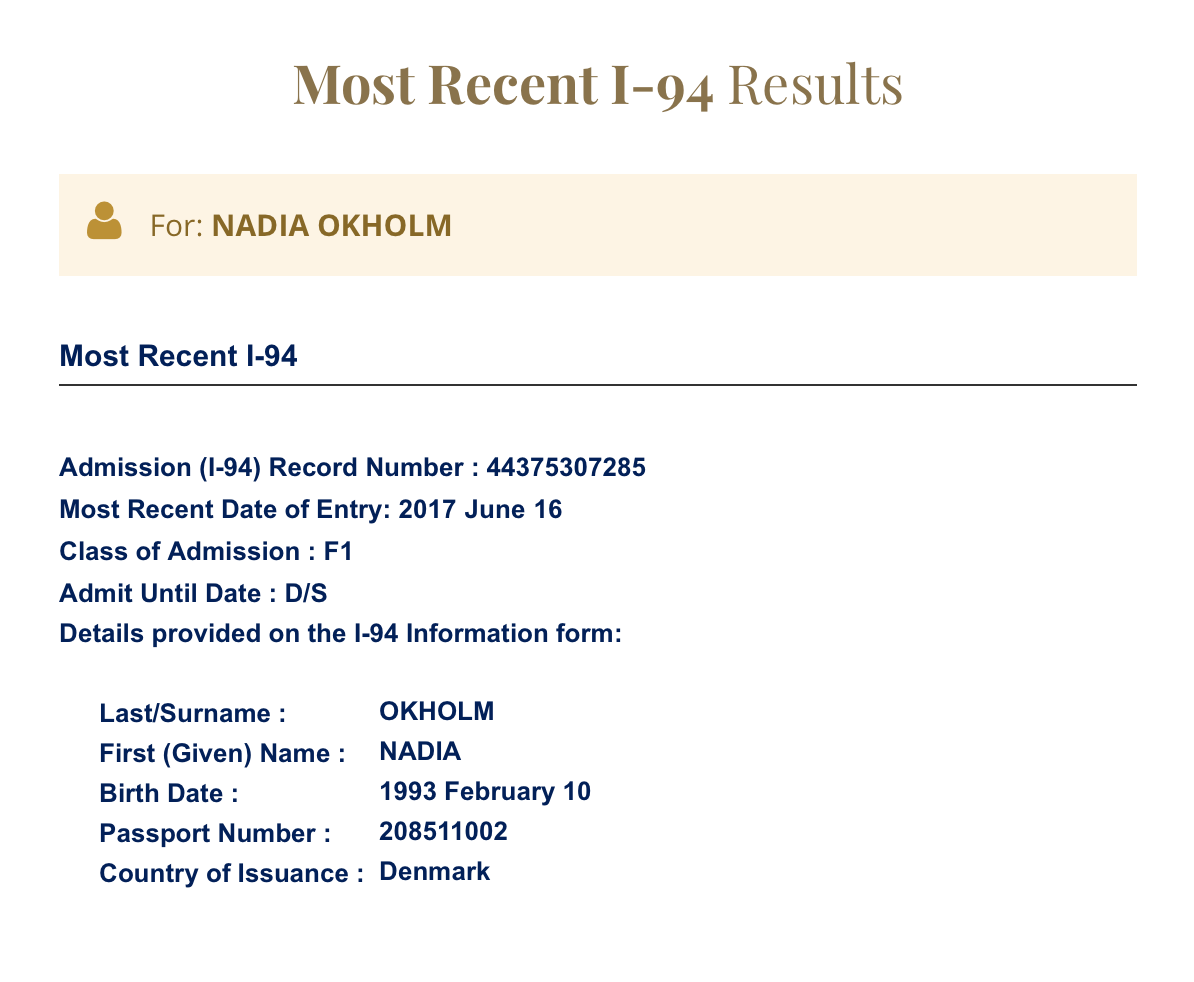 Most Recent I-94 Results
For: NADIA OKHOLM
Most Recent I-94
Admission (I-94) Record Number : 44375307285
Most Recent Date of Entry: 2017 June 16
Class of Admission : F1
Admit Until Date : D/S
Details provided on the I-94 Information form:
Last/Surname : OKHOLM
First (Given) Name : NADIA
Birth Date : 1993 February 10
Passport Number : 208511002
Country of Issuance : Denmark